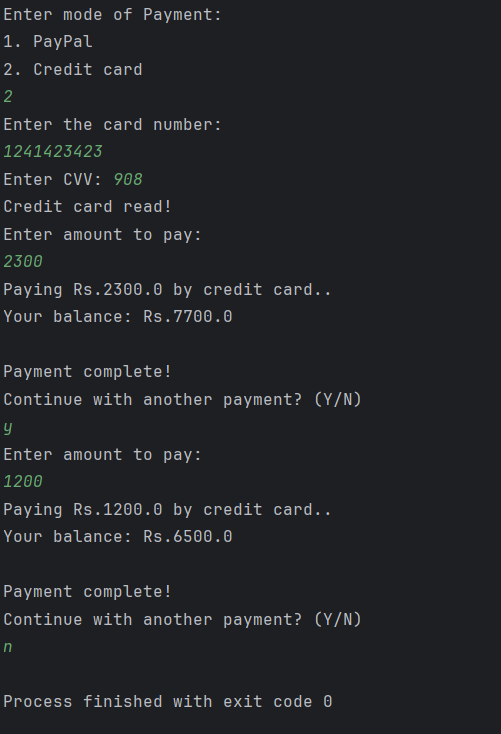 Enter mode of Payment:
1. PayPal
2. Credit card
2
Enter the card number:
1241423423
Enter CVV: 908
Credit card read!
Enter amount to pay:
2300
Paying Rs.2300.0 by credit card..
Your balance: Rs.7700.0
Payment complete!
Continue with another payment? (Y/N)
y
Enter amount to pay:
1200
Paying Rs.1200.0 by credit card..
Your balance: Rs.6500.0
Payment complete!
Continue with another payment? (Y/N)
n
Process finished with exit code 0